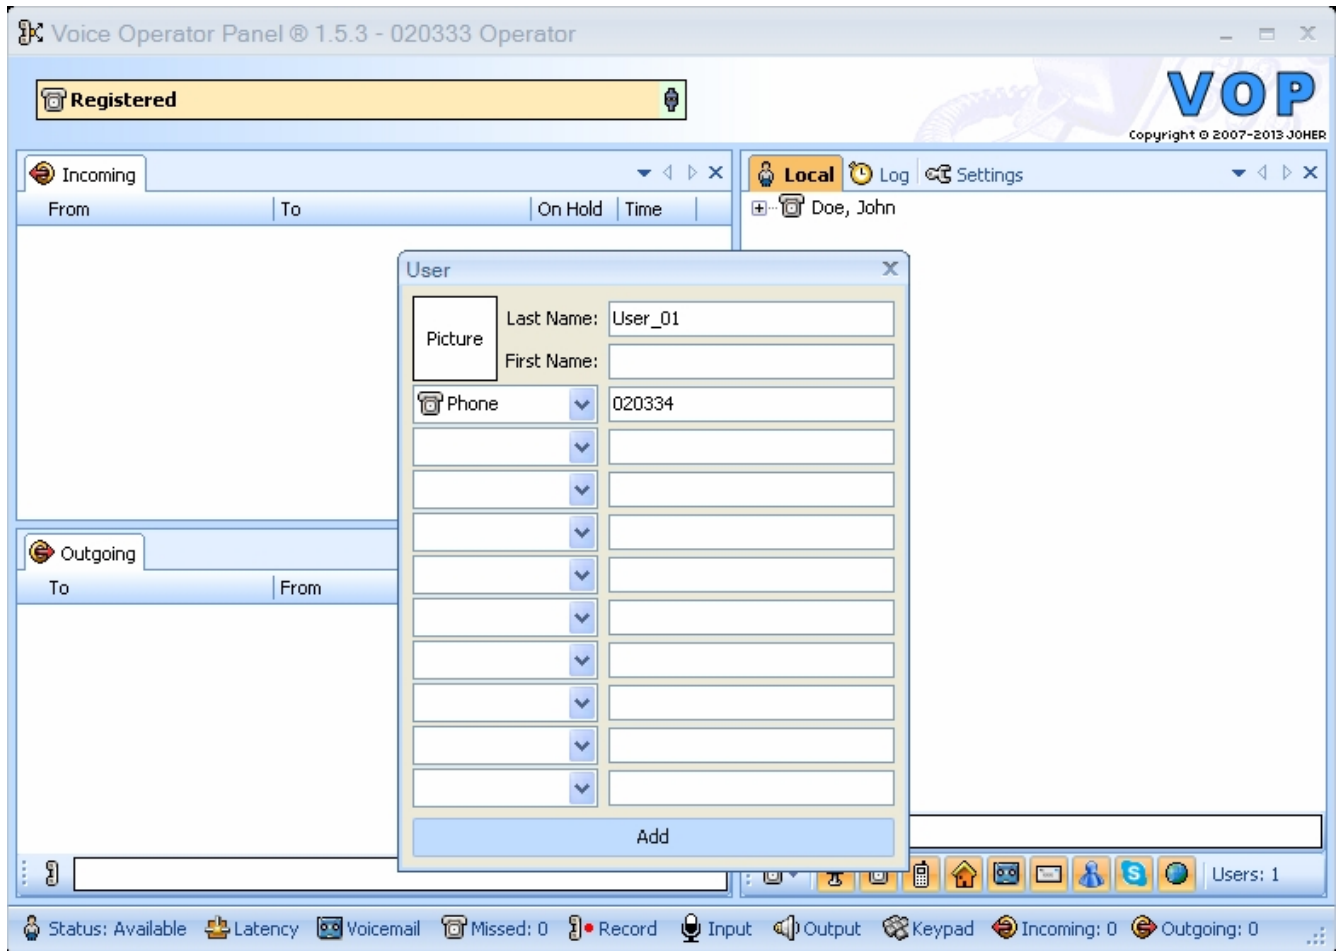 Voice Operator Panel ® 1.5.3 - 020333 Operator
Registered
VOP
Copyright © 2007-2013 JOHER
Incoming
Local Log Settings
From To On Hold Time
Doe, John
User
Picture
Last Name: User_01
First Name:
Phone 020334
Outgoing
To From
Add
Users: 1
Status: Available Latency Voicemail Missed: 0 Record Input Output Keypad Incoming: 0 Outgoing: 0